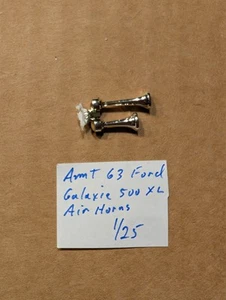 Amt 63 Ford
Galaxie 500 XL
Air Horns
1/25